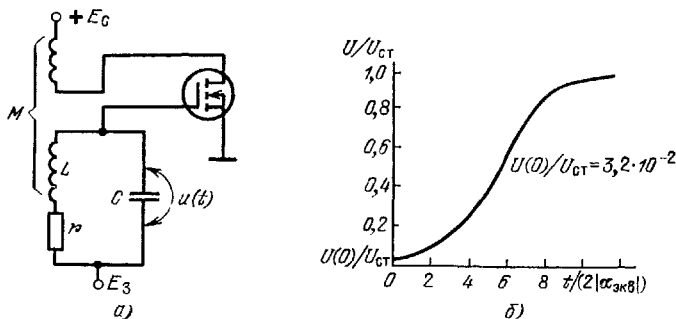 + E_C
M
L
C
u(t)
r
E_З
а)
U/U_СТ
1,0
0,8
0,6
0,4
0,2
U(0)/U_СТ
U(0)/U_СТ = 3,2·10⁻²
0 2 4 6 8 t/(2|α_экв|)
б)